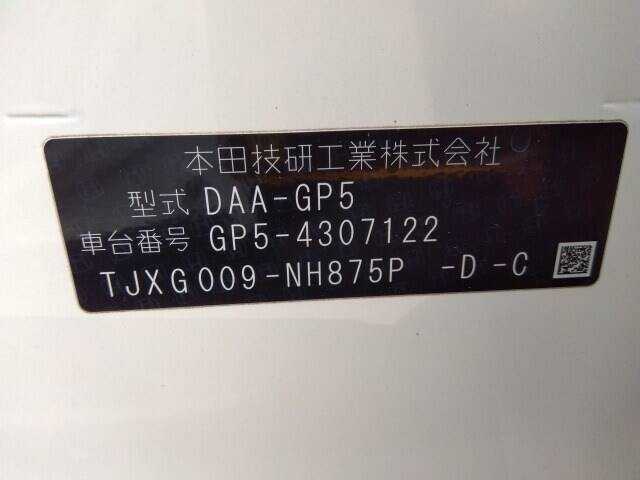 本田技研工業株式会社
型式 DAA-GP5
車台番号 GP5-4307122
TJXG009-NH875P -D-C